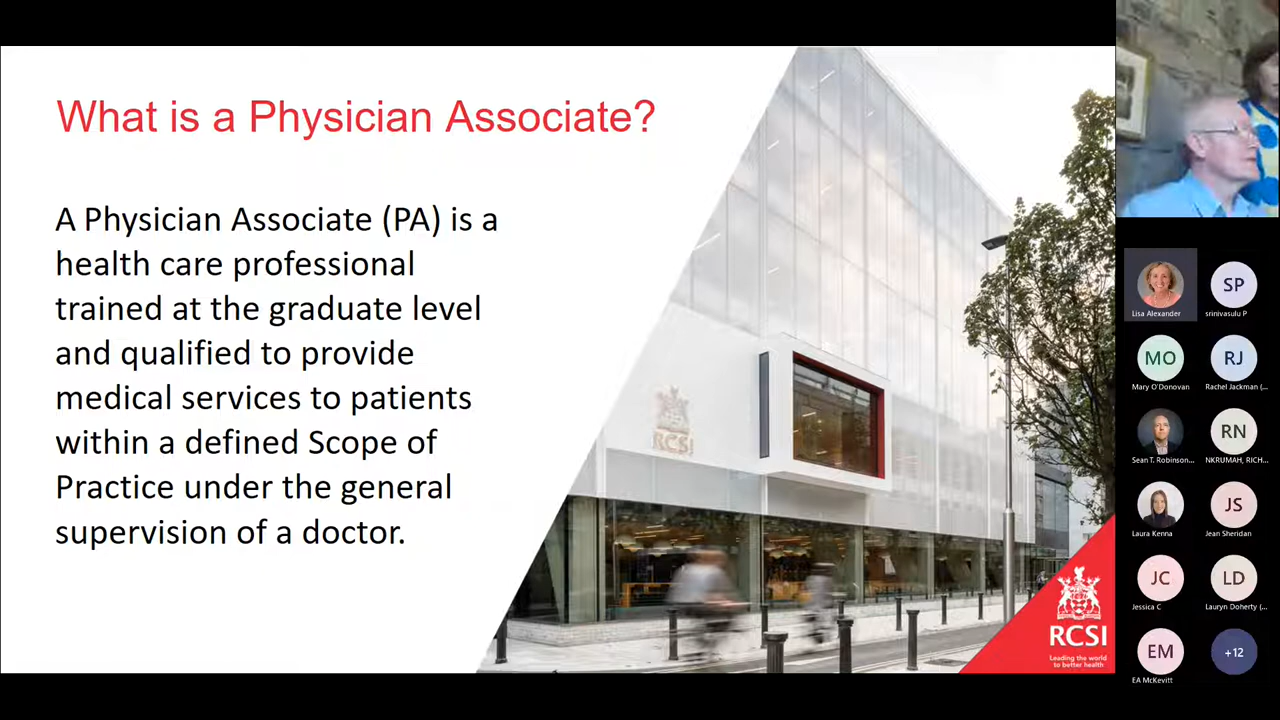 What is a Physician Associate?
A Physician Associate (PA) is a
health care professional
trained at the graduate level
and qualified to provide
medical services to patients
within a defined Scope of
Practice under the general
supervision of a doctor.
RCSI
RCSI
Leading the world
to better health
Lisa Alexander
SP
srinivasulu P
MO
Mary O'Donovan
RJ
Rachel Jackman (...
Sean T. Robinson...
RN
NKRUMAH, RICH...
Laura Kenna
JS
Jean Sheridan
JC
Jessica C
LD
Lauryn Doherty (...
EM
EA McKevitt
+12